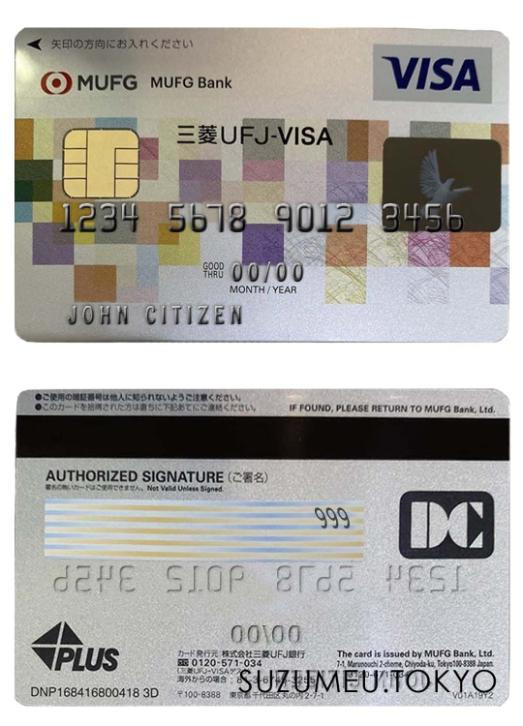 矢印の方向にお入れください
MUFG MUFG Bank
VISA
三菱UFJ-VISA
1234 5678 9012 3456
GOOD THRU 00/00
MONTH / YEAR
JOHN CITIZEN
●ご使用の暗証番号は他人に知られないようご注意ください。
●このカードを拾得された方は直ちに下記あてにご連絡ください。 IF FOUND, PLEASE RETURN TO MUFG Bank, Ltd.
AUTHORIZED SIGNATURE (ご署名)
署名の無いカードはご使用できません。 Not Valid Unless Signed.
999
DC
1234 5678 9012 3456
00/00
PLUS
カード発行元 株式会社三菱UFJ銀行 The card is issued by MUFG Bank, Ltd.
0120-571-034 7-1, Marunouchi 2-chome, Chiyoda-ku, Tokyo100-8388 Japan.
海外からの場合
SUZUMEU.TOKYO
DNP168416800418 3D 〒100-8388 東京都千代田区丸の内2-7-1 V01A19Y2